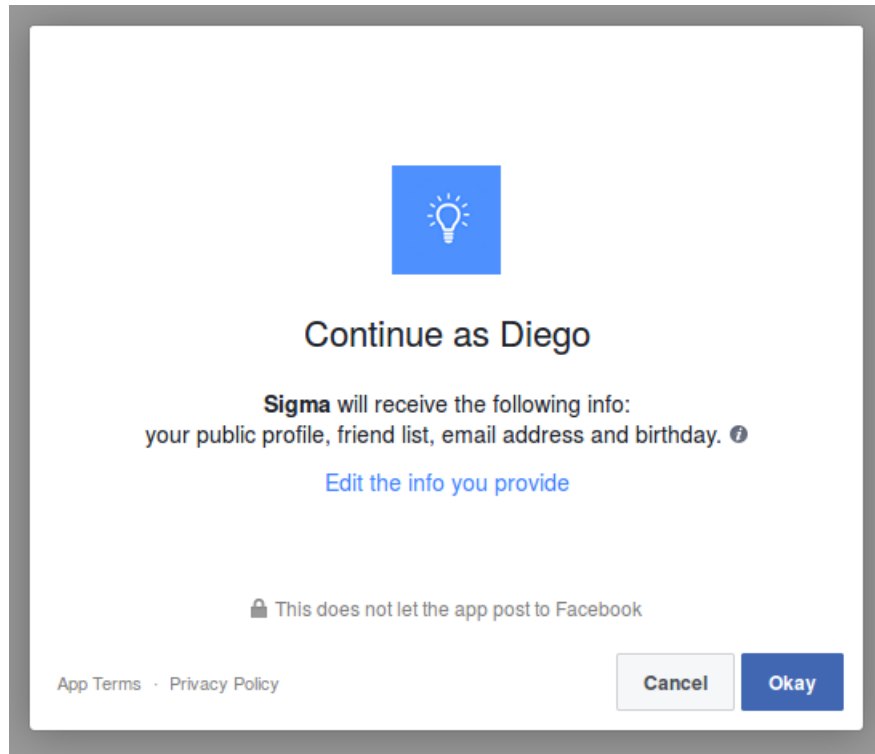 Continue as Diego
Sigma will receive the following info:
your public profile, friend list, email address and birthday. i
Edit the info you provide
This does not let the app post to Facebook
App Terms · Privacy Policy
Cancel
Okay